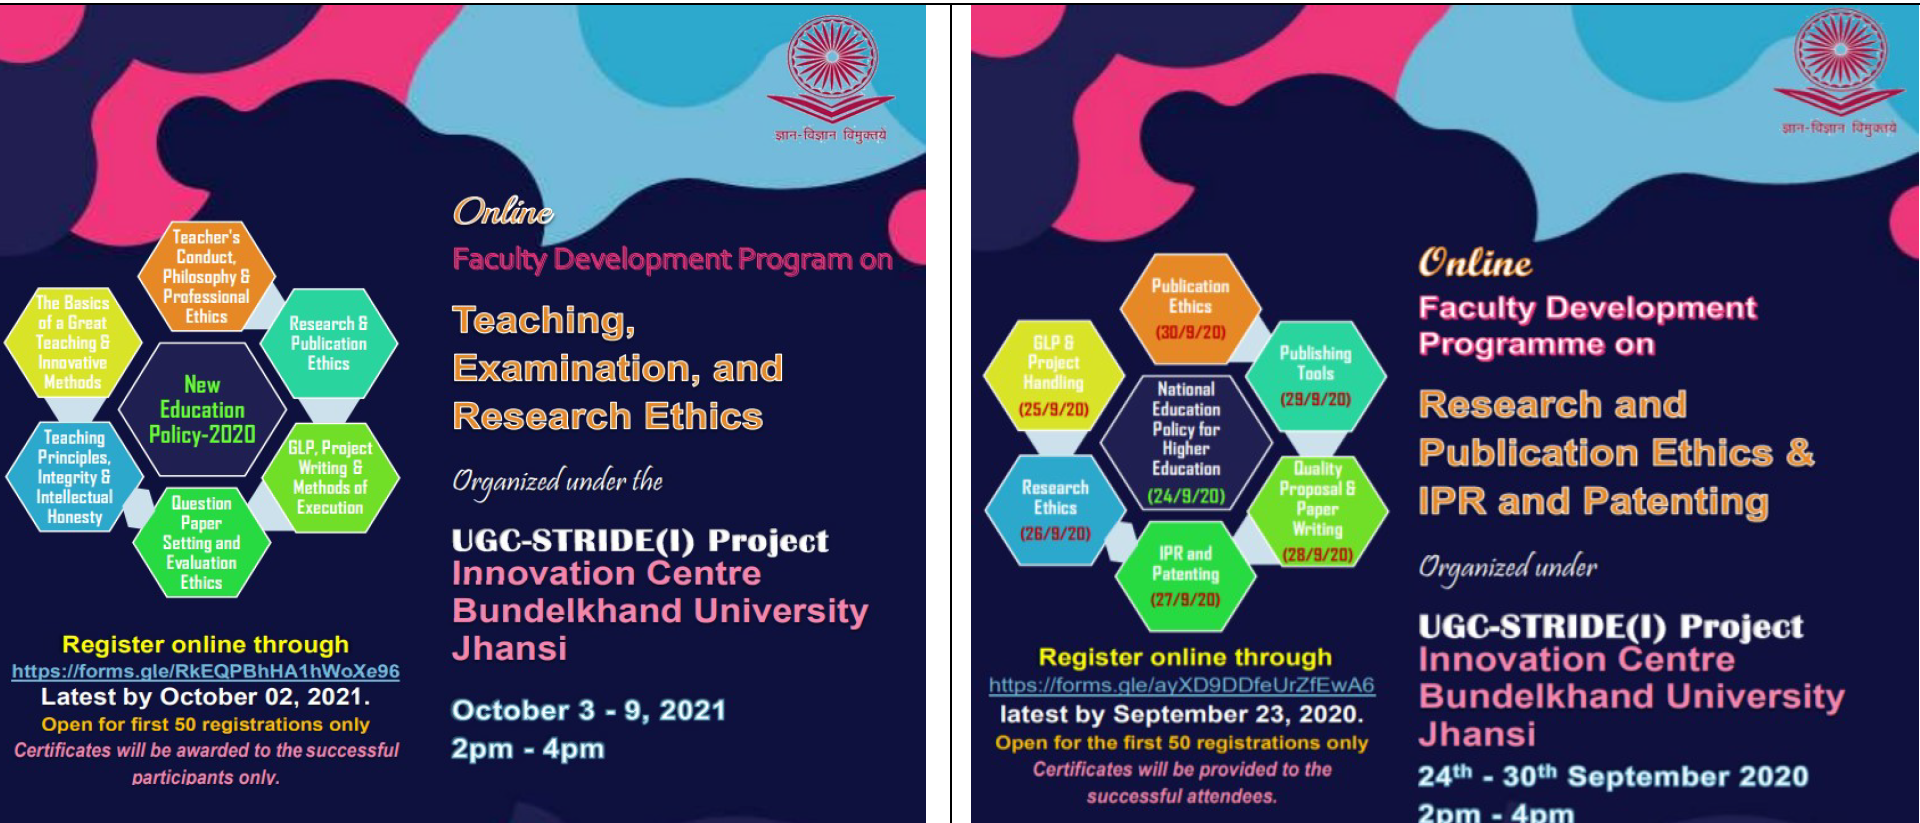 ज्ञान-विज्ञान विमुक्तये
Online
Faculty Development Program on
Teaching,
Examination, and
Research Ethics
Organized under the
UGC-STRIDE(I) Project
Innovation Centre
Bundelkhand University
Jhansi
October 3 - 9, 2021
2pm - 4pm
Teacher's
Conduct,
Philosophy &
Professional
Ethics
The Basics
of a Great
Teaching &
Innovative
Methods
Research &
Publication
Ethics
New
Education
Policy-2020
Teaching
Principles,
Integrity &
Intellectual
Honesty
GLP, Project
Writing &
Methods of
Execution
Question
Paper
Setting and
Evaluation
Ethics
Register online through
https://forms.gle/RkEQPBhHA1hWoXe96
Latest by October 02, 2021.
Open for first 50 registrations only
Certificates will be awarded to the successful
participants only.
ज्ञान-विज्ञान विमुक्तये
Online
Faculty Development
Programme on
Research and
Publication Ethics &
IPR and Patenting
Organized under
UGC-STRIDE(I) Project
Innovation Centre
Bundelkhand University
Jhansi
24th - 30th September 2020
2pm - 4pm
Publication
Ethics
(30/9/20)
GLP &
Project
Handling
(25/9/20)
Publishing
Tools
(29/9/20)
National
Education
Policy for
Higher
Education
(24/9/20)
Research
Ethics
(26/9/20)
Quality
Proposal &
Paper
Writing
(28/9/20)
IPR and
Patenting
(27/9/20)
Register online through
https://forms.gle/ayXD9DDfeUrZfEwA6
latest by September 23, 2020.
Open for the first 50 registrations only
Certificates will be provided to the
successful attendees.